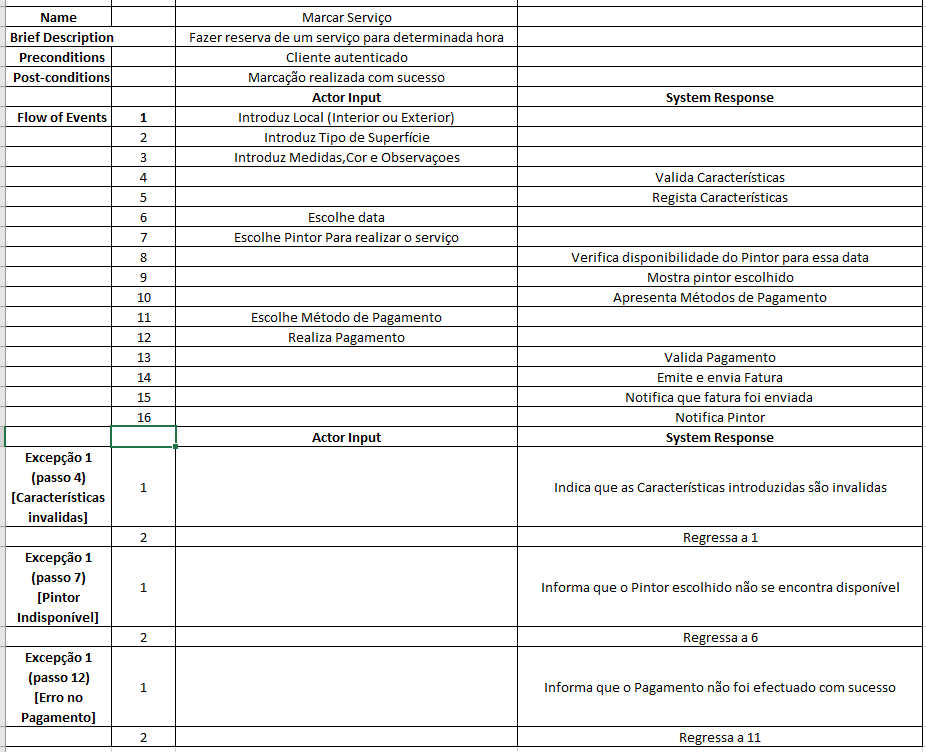 Name Marcar Serviço
Brief Description Fazer reserva de um serviço para determinada hora
Preconditions Cliente autenticado
Post-conditions Marcação realizada com sucesso
Actor Input System Response
Flow of Events 1 Introduz Local (Interior ou Exterior)
2 Introduz Tipo de Superfície
3 Introduz Medidas,Cor e Observaçoes
4 Valida Características
5 Regista Características
6 Escolhe data
7 Escolhe Pintor Para realizar o serviço
8 Verifica disponibilidade do Pintor para essa data
9 Mostra pintor escolhido
10 Apresenta Métodos de Pagamento
11 Escolhe Método de Pagamento
12 Realiza Pagamento
13 Valida Pagamento
14 Emite e envia Fatura
15 Notifica que fatura foi enviada
16 Notifica Pintor
Actor Input System Response
Excepção 1
(passo 4)
[Características
invalidas]
1 Indica que as Características introduzidas são invalidas
2 Regressa a 1
Excepção 1
(passo 7)
[Pintor
Indisponível]
1 Informa que o Pintor escolhido não se encontra disponível
2 Regressa a 6
Excepção 1
(passo 12)
[Erro no
Pagamento]
1 Informa que o Pagamento não foi efectuado com sucesso
2 Regressa a 11